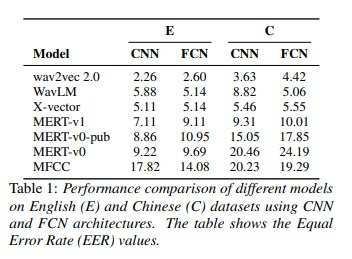 E C
Model CNN FCN CNN FCN
wav2vec 2.0 2.26 2.60 3.63 4.42
WavLM 5.88 5.14 8.82 5.06
X-vector 5.11 5.14 5.46 5.55
MERT-v1 7.11 9.11 9.31 10.01
MERT-v0-pub 8.86 10.95 15.05 17.85
MERT-v0 9.22 9.69 20.46 24.19
MFCC 17.82 14.08 20.23 19.29
Table 1: Performance comparison of different models
on English (E) and Chinese (C) datasets using CNN
and FCN architectures. The table shows the Equal
Error Rate (EER) values.